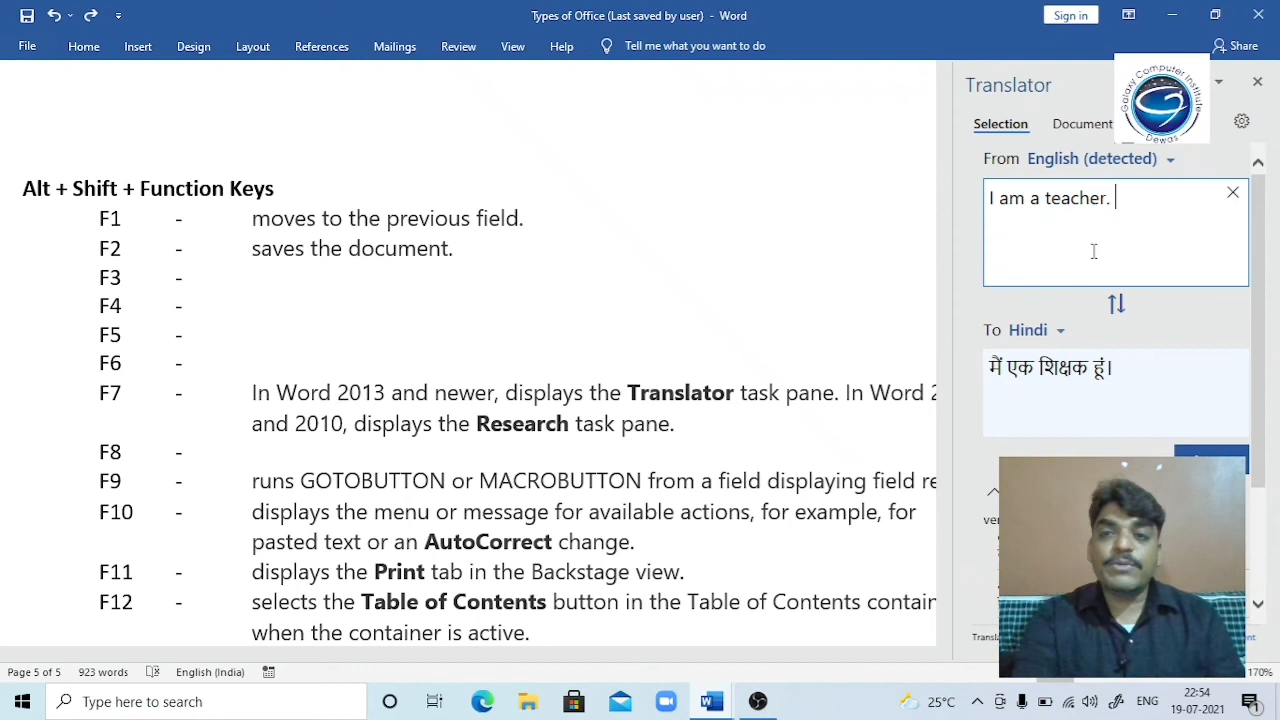 Types of Office (Last saved by user) - Word
Sign in
File Home Insert Design Layout References Mailings Review View Help Tell me what you want to do Share
Galaxy Computer Institute
Dewas
Translator
Selection Document
From English (detected)
I am a teacher.
To Hindi
मैं एक शिक्षक हूं।
Alt + Shift + Function Keys
F1 - moves to the previous field.
F2 - saves the document.
F3 -
F4 -
F5 -
F6 -
F7 - In Word 2013 and newer, displays the Translator task pane. In Word 2
and 2010, displays the Research task pane.
F8 -
F9 - runs GOTOBUTTON or MACROBUTTON from a field displaying field re
F10 - displays the menu or message for available actions, for example, for
pasted text or an AutoCorrect change.
F11 - displays the Print tab in the Backstage view.
F12 - selects the Table of Contents button in the Table of Contents contain
when the container is active.
Page 5 of 5 923 words English (India) 170%
Type here to search
25°C ENG 22:54
19-07-2021